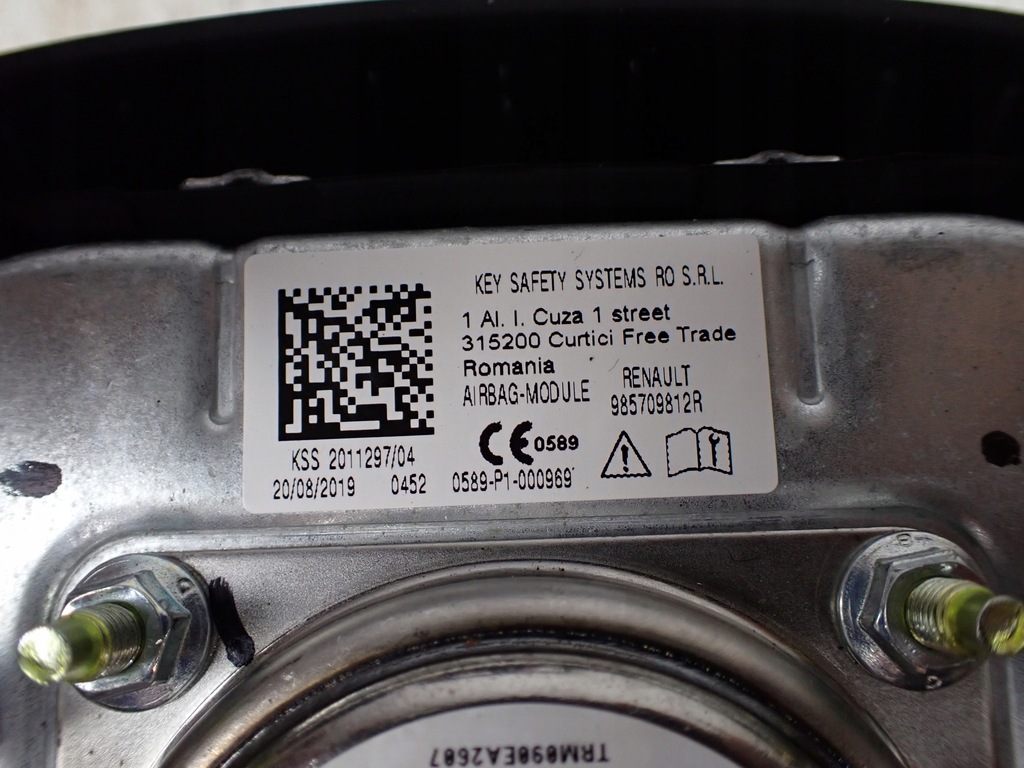 KEY SAFETY SYSTEMS RO S.R.L.
1 Al. I. Cuza 1 street
315200 Curtici Free Trade
Romania
AIRBAG-MODULE
RENAULT
985709812R
CE 0589
KSS 2011297/04
20/08/2019 0452 0589-P1-000969
TRM090EA2607